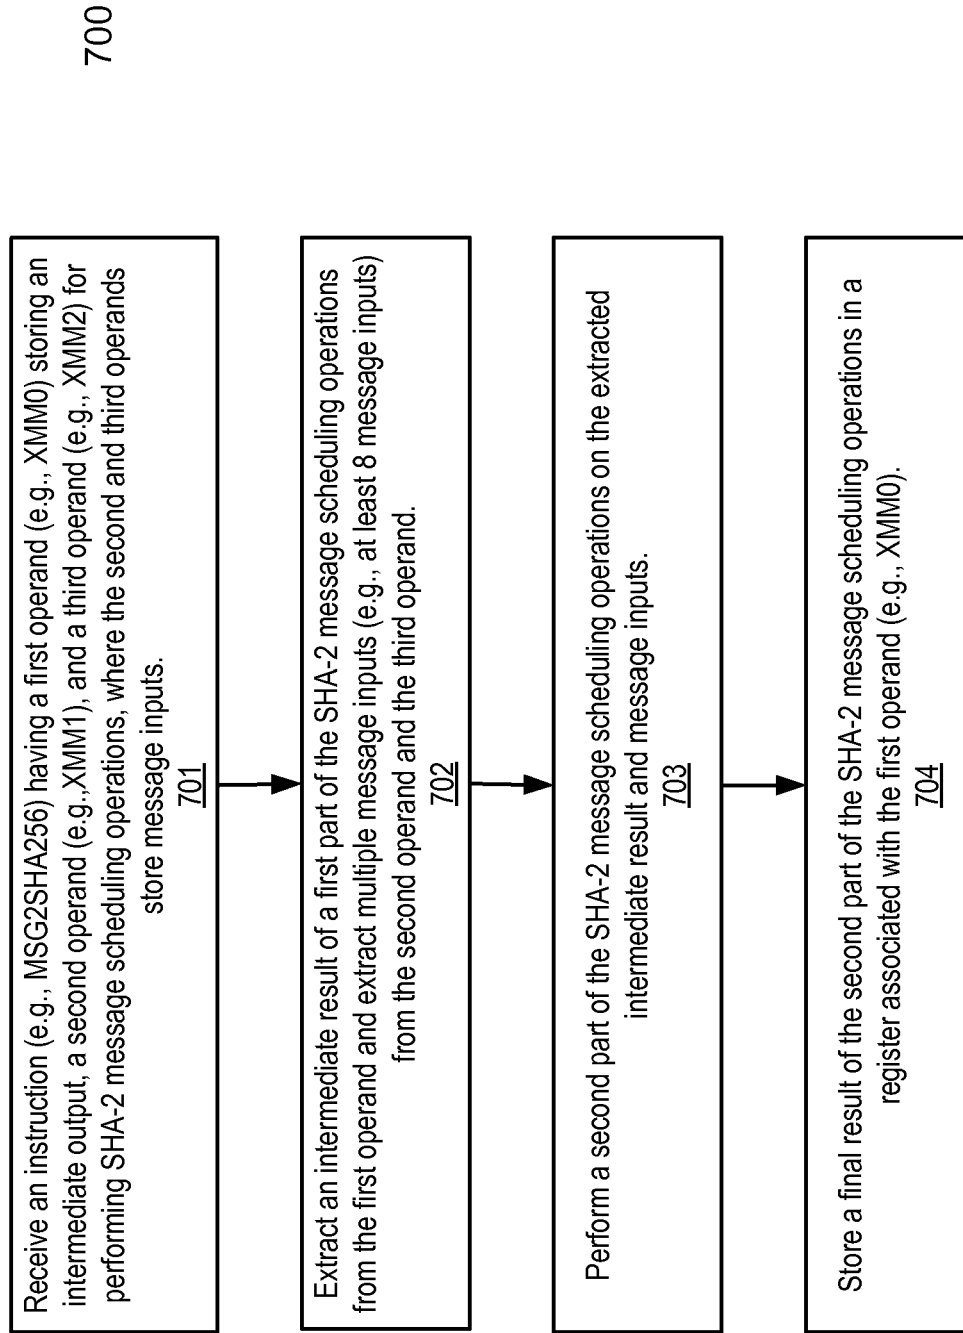 700
Receive an instruction (e.g., MSG2SHA256) having a first operand (e.g., XMM0) storing an
intermediate output, a second operand (e.g.,XMM1), and a third operand (e.g., XMM2) for
performing SHA-2 message scheduling operations, where the second and third operands
store message inputs.
701
Extract an intermediate result of a first part of the SHA-2 message scheduling operations
from the first operand and extract multiple message inputs (e.g., at least 8 message inputs)
from the second operand and the third operand.
702
Perform a second part of the SHA-2 message scheduling operations on the extracted
intermediate result and message inputs.
703
Store a final result of the second part of the SHA-2 message scheduling operations in a
register associated with the first operand (e.g., XMM0).
704